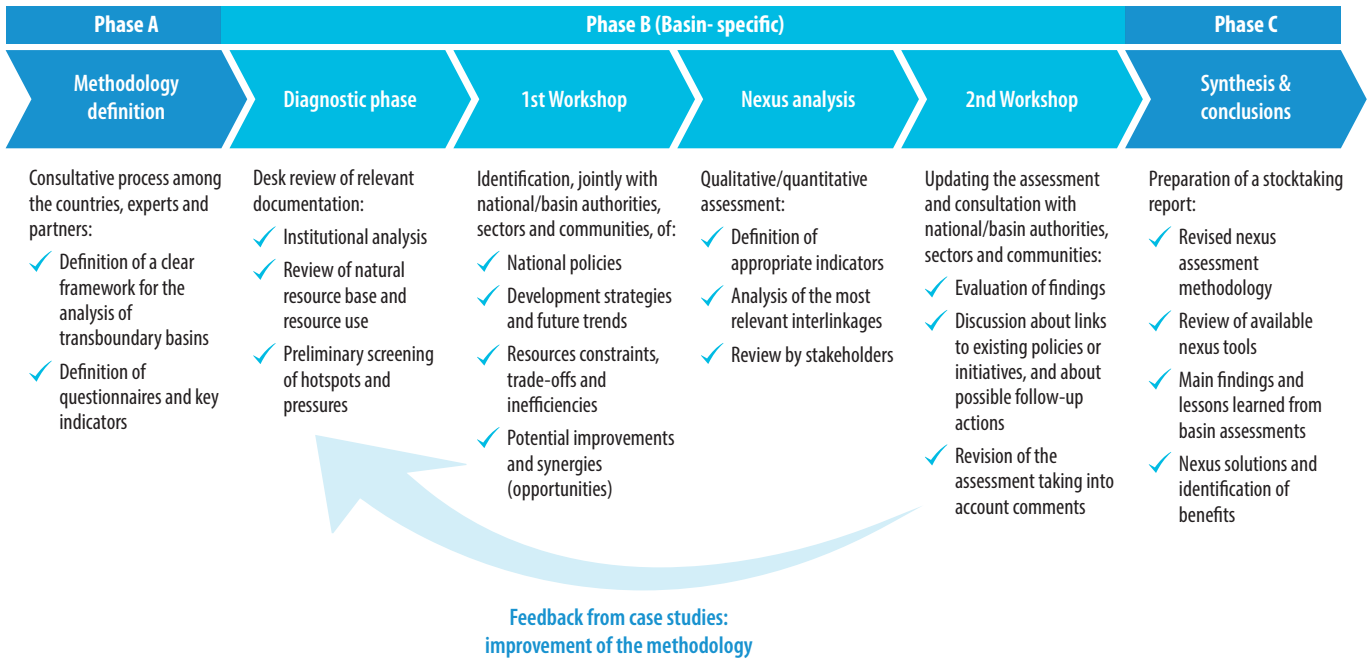 Phase A
Phase B (Basin- specific)
Phase C
Methodology
definition
Diagnostic phase
1st Workshop
Nexus analysis
2nd Workshop
Synthesis &
conclusions
Consultative process among
the countries, experts and
partners:
Definition of a clear
framework for the
analysis of
transboundary basins
Definition of
questionnaires and key
indicators
Desk review of relevant
documentation:
Institutional analysis
Review of natural
resource base and
resource use
Preliminary screening
of hotspots and
pressures
Identification, jointly with
national/basin authorities,
sectors and communities, of:
National policies
Development strategies
and future trends
Resources constraints,
trade-offs and
inefficiencies
Potential improvements
and synergies
(opportunities)
Qualitative/quantitative
assessment:
Definition of
appropriate indicators
Analysis of the most
relevant interlinkages
Review by stakeholders
Updating the assessment
and consultation with
national/basin authorities,
sectors and communities:
Evaluation of findings
Discussion about links
to existing policies or
initiatives, and about
possible follow-up
actions
Revision of the
assessment taking into
account comments
Preparation of a stocktaking
report:
Revised nexus
assessment
methodology
Review of available
nexus tools
Main findings and
lessons learned from
basin assessments
Nexus solutions and
identification of
benefits
Feedback from case studies:
improvement of the methodology